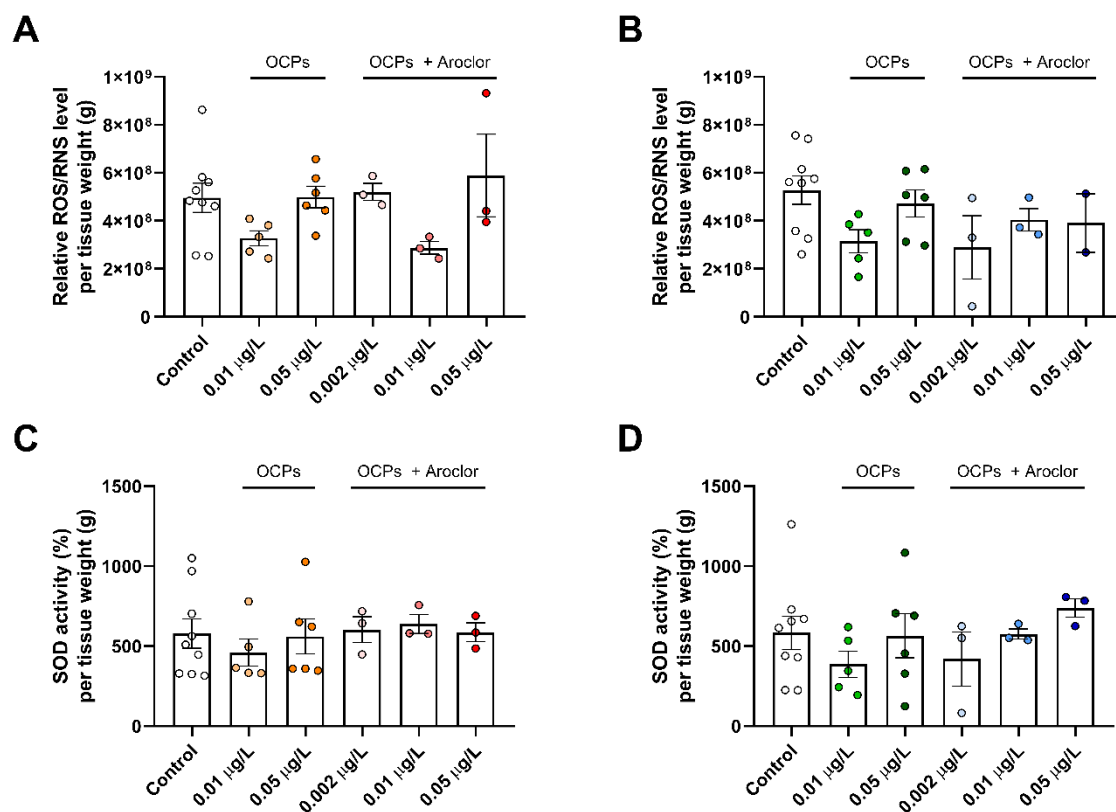 A
OCPs
OCPs + Aroclor
Relative ROS/RNS level
per tissue weight (g)
1×10⁹
8×10⁸
6×10⁸
4×10⁸
2×10⁸
0
Control
0.01 µg/L
0.05 µg/L
0.002 µg/L
0.01 µg/L
0.05 µg/L
B
OCPs
OCPs + Aroclor
Relative ROS/RNS level
per tissue weight (g)
1×10⁹
8×10⁸
6×10⁸
4×10⁸
2×10⁸
0
Control
0.01 µg/L
0.05 µg/L
0.002 µg/L
0.01 µg/L
0.05 µg/L
C
OCPs
OCPs + Aroclor
SOD activity (%)
per tissue weight (g)
1500
1000
500
0
Control
0.01 µg/L
0.05 µg/L
0.002 µg/L
0.01 µg/L
0.05 µg/L
D
OCPs
OCPs + Aroclor
SOD activity (%)
per tissue weight (g)
1500
1000
500
0
Control
0.01 µg/L
0.05 µg/L
0.002 µg/L
0.01 µg/L
0.05 µg/L